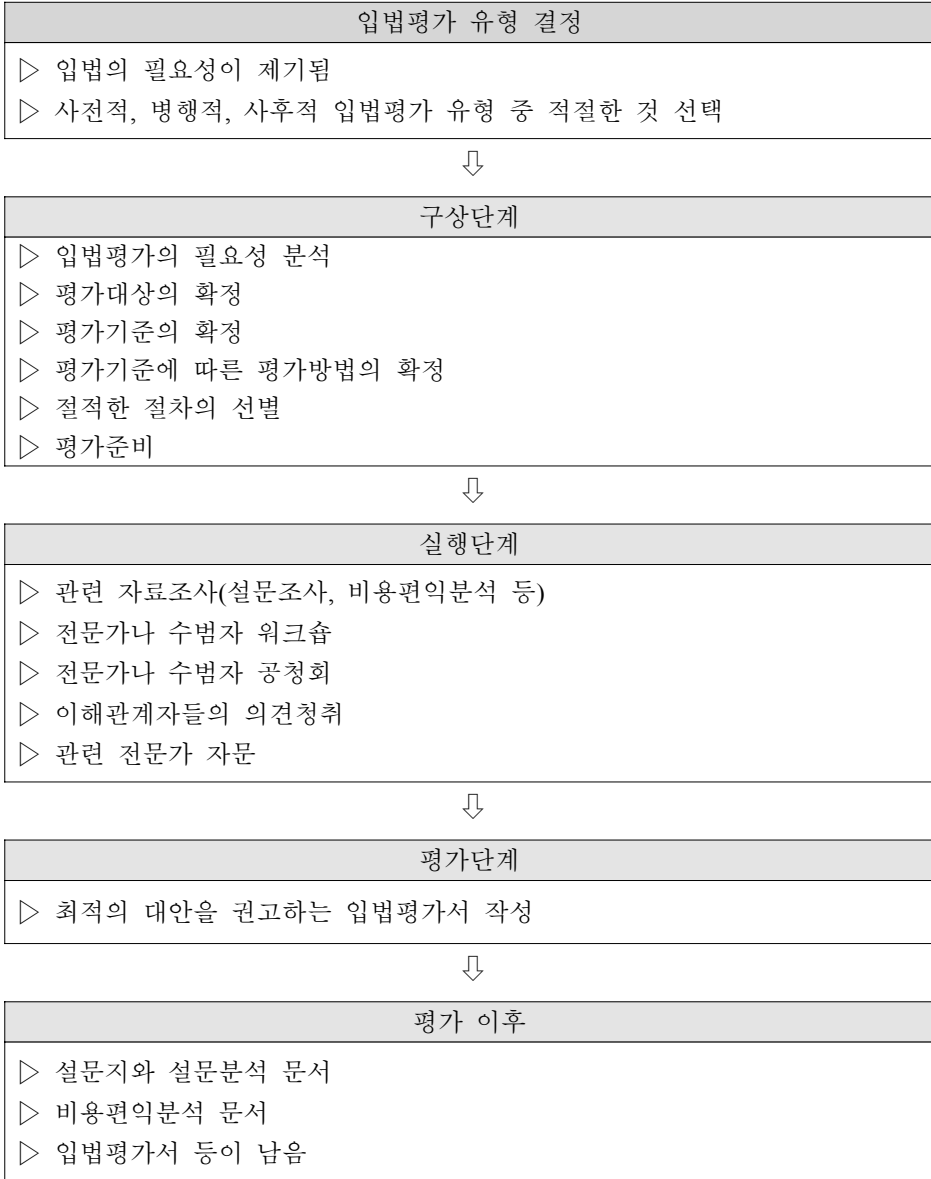 입법평가 유형 결정
▷ 입법의 필요성이 제기됨
▷ 사전적, 병행적, 사후적 입법평가 유형 중 적절한 것 선택
⇩
구상단계
▷ 입법평가의 필요성 분석
▷ 평가대상의 확정
▷ 평가기준의 확정
▷ 평가기준에 따른 평가방법의 확정
▷ 절적한 절차의 선별
▷ 평가준비
⇩
실행단계
▷ 관련 자료조사(설문조사, 비용편익분석 등)
▷ 전문가나 수범자 워크숍
▷ 전문가나 수범자 공청회
▷ 이해관계자들의 의견청취
▷ 관련 전문가 자문
⇩
평가단계
▷ 최적의 대안을 권고하는 입법평가서 작성
⇩
평가 이후
▷ 설문지와 설문분석 문서
▷ 비용편익분석 문서
▷ 입법평가서 등이 남음